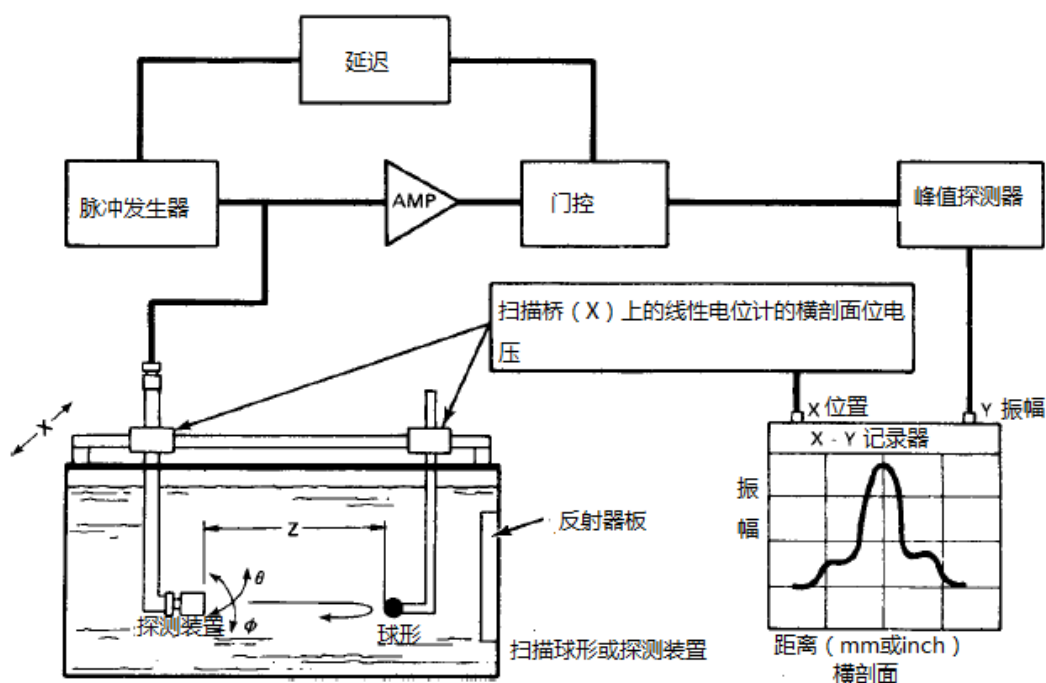 延迟
脉冲发生器
AMP
门控
峰值探测器
扫描桥（X）上的线性电位计的横剖面位电
压
X
X 位置
Y 振幅
X - Y 记录器
振
幅
Z
反射器板
θ
φ
探测装置
球形
扫描球形或探测装置
距离（mm或inch）
横剖面